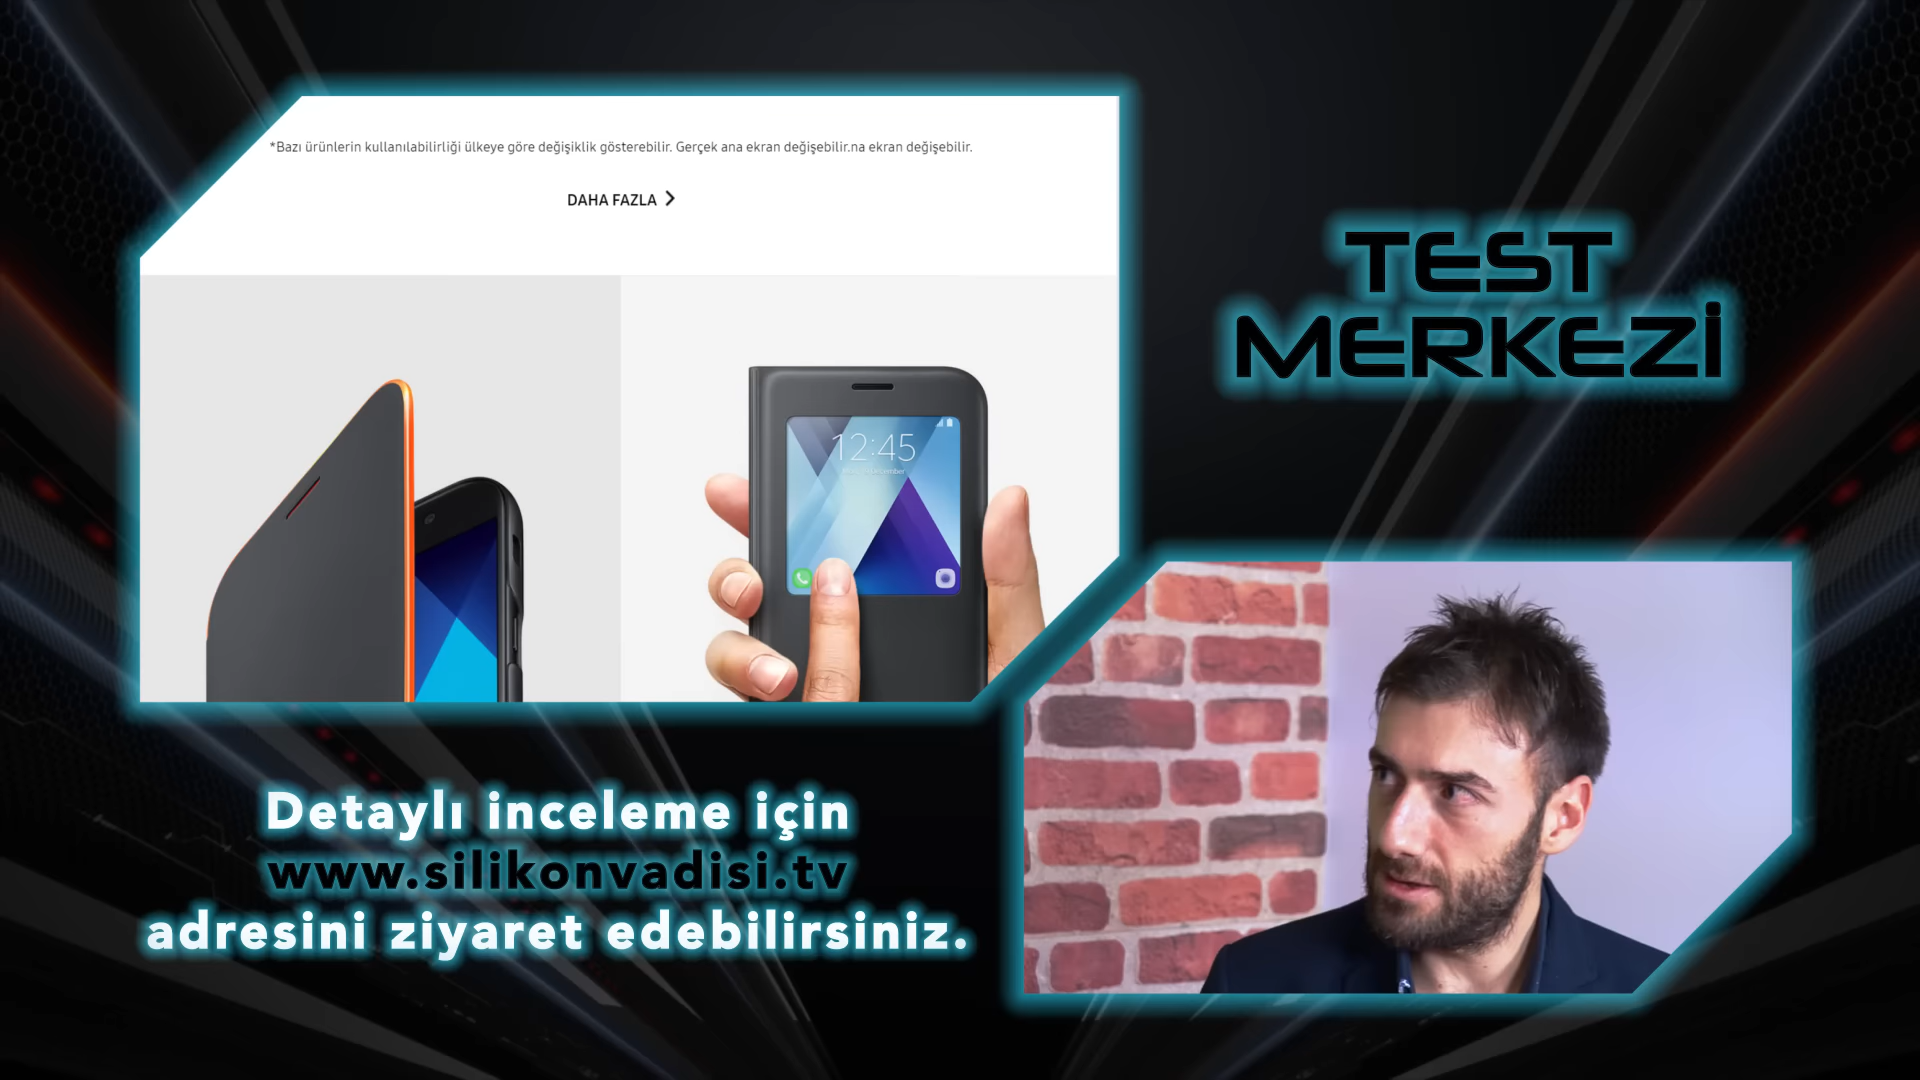 *Bazı ürünlerin kullanılabilirliği ülkeye göre değişiklik gösterebilir. Gerçek ana ekran değişebilir.na ekran değişebilir.
DAHA FAZLA
12:45
TEST
MERKEZİ
Detaylı inceleme için
www.silikonvadisi.tv
adresini ziyaret edebilirsiniz.